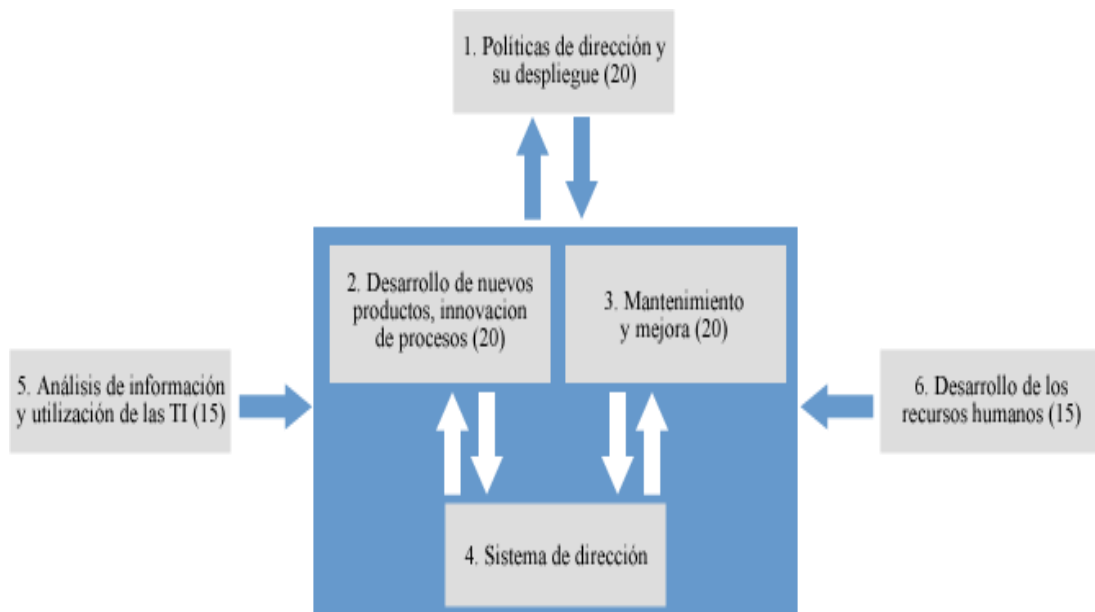 1. Políticas de dirección y
su despliegue (20)
2. Desarrollo de nuevos
productos, innovacion
de procesos (20)
3. Mantenimiento
y mejora (20)
5. Análisis de información
y utilización de las TI (15)
6. Desarrollo de los
recursos humanos (15)
4. Sistema de dirección